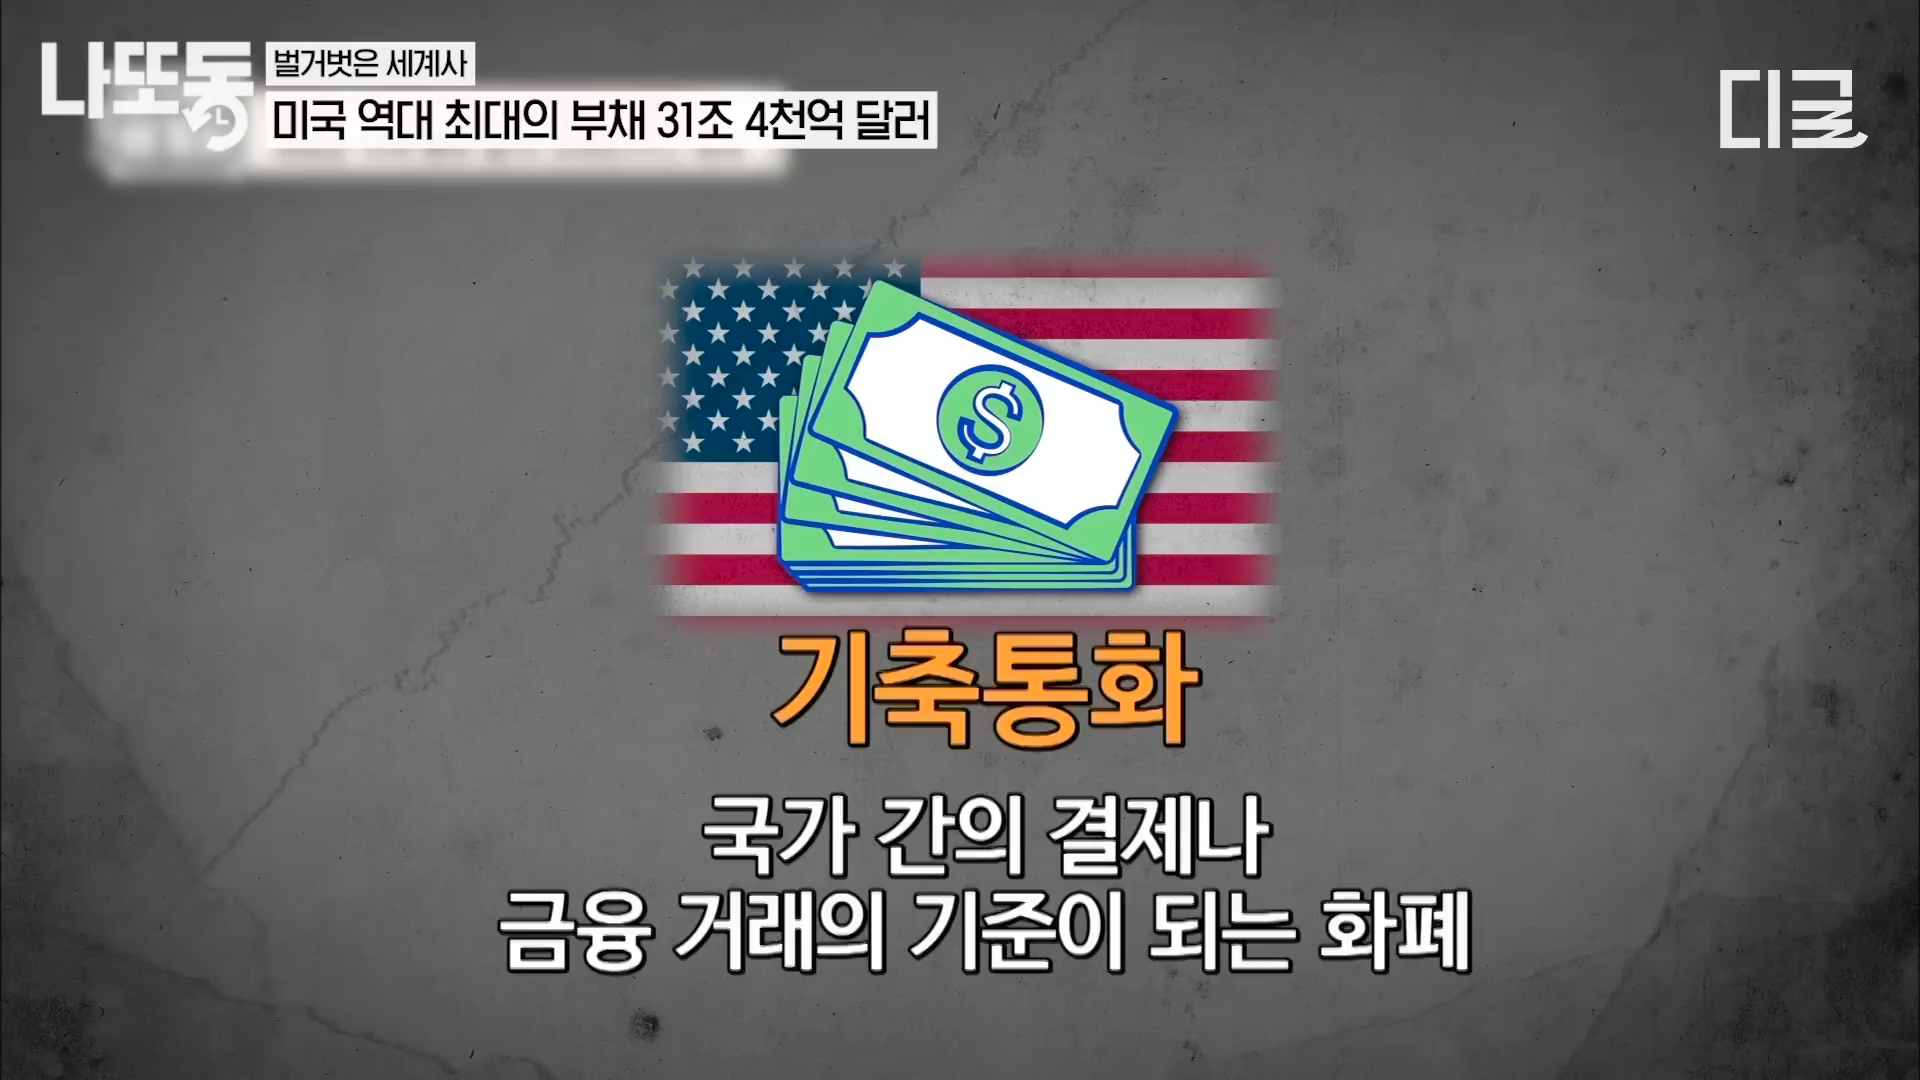 나또동
벌거벗은 세계사
미국 역대 최대의 부채 31조 4천억 달러
디글
$
기축통화
국가 간의 결제나
금융 거래의 기준이 되는 화폐